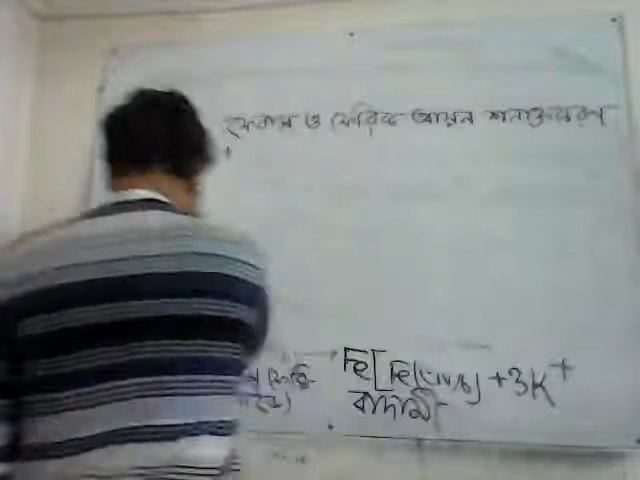 ফেরাস ও ফেরিক আয়ন শনাক্তকরণ
+
Fe[Fe(CN)6] + 3K+
বাদামী